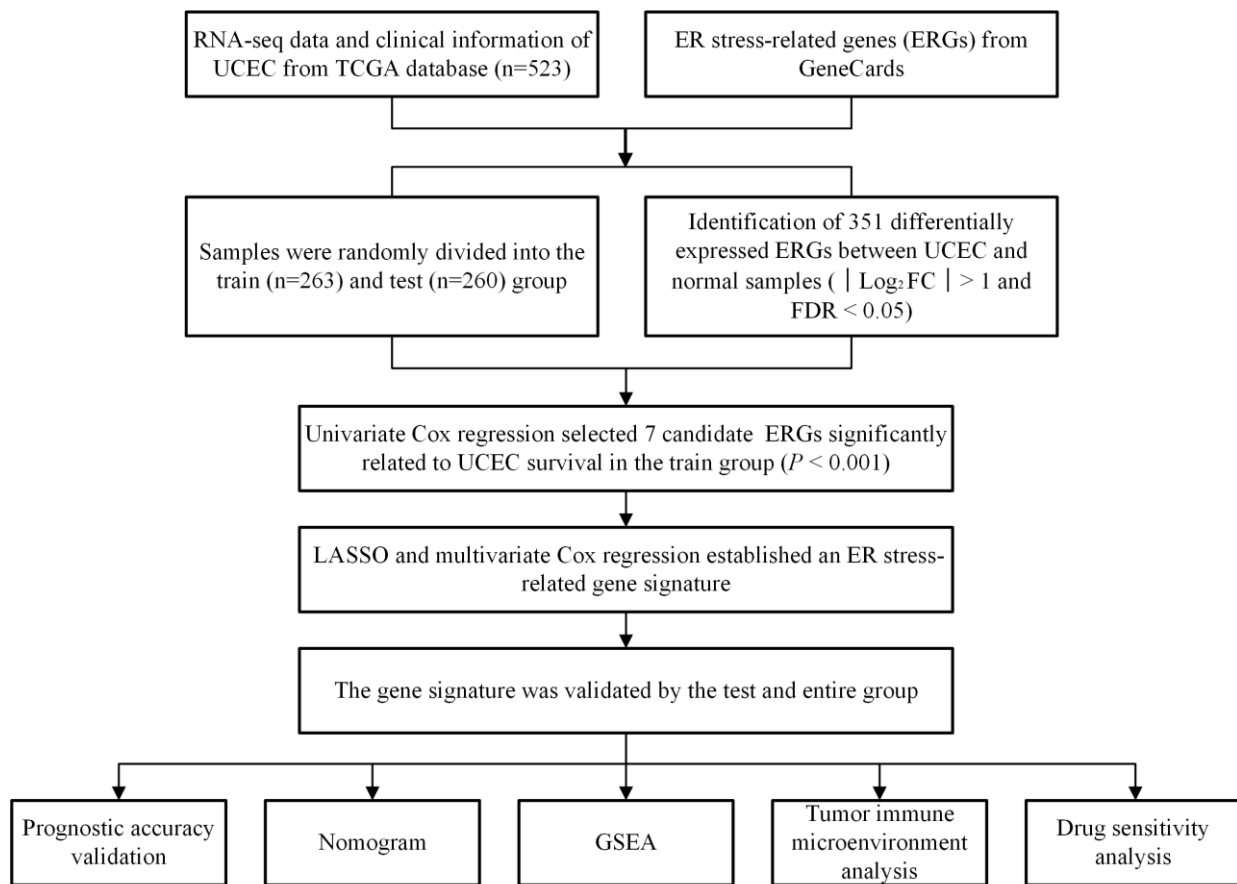 RNA-seq data and clinical information of
UCEC from TCGA database (n=523)
ER stress-related genes (ERGs) from
GeneCards
Samples were randomly divided into the
train (n=263) and test (n=260) group
Identification of 351 differentially
expressed ERGs between UCEC and
normal samples (｜Log₂ FC｜> 1 and
FDR < 0.05)
Univariate Cox regression selected 7 candidate ERGs significantly
related to UCEC survival in the train group (P < 0.001)
LASSO and multivariate Cox regression established an ER stress-
related gene signature
The gene signature was validated by the test and entire group
Prognostic accuracy
validation
Nomogram
GSEA
Tumor immune
microenvironment
analysis
Drug sensitivity
analysis